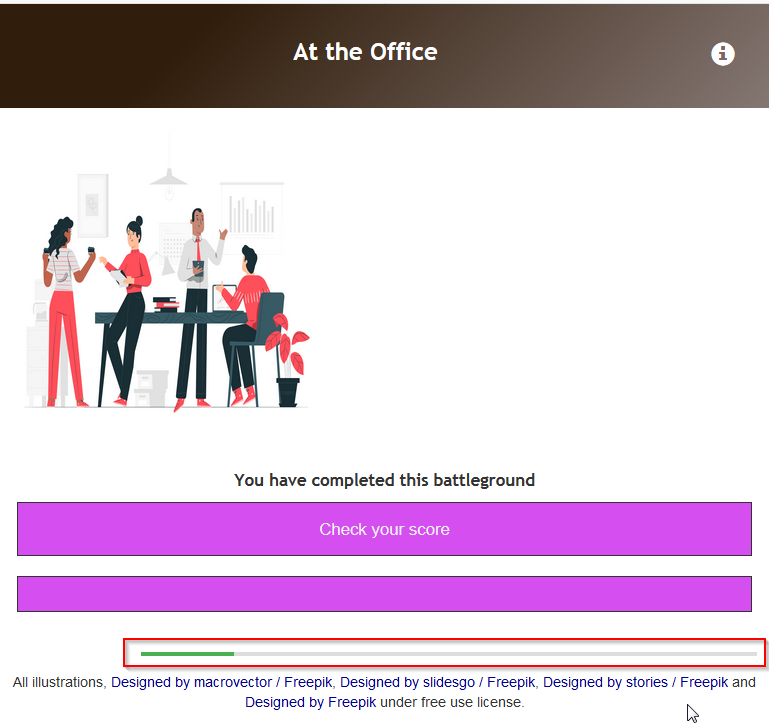 At the Office
You have completed this battleground
Check your score
All illustrations, Designed by macrovector / Freepik, Designed by slidesgo / Freepik, Designed by stories / Freepik and
Designed by Freepik under free use license.